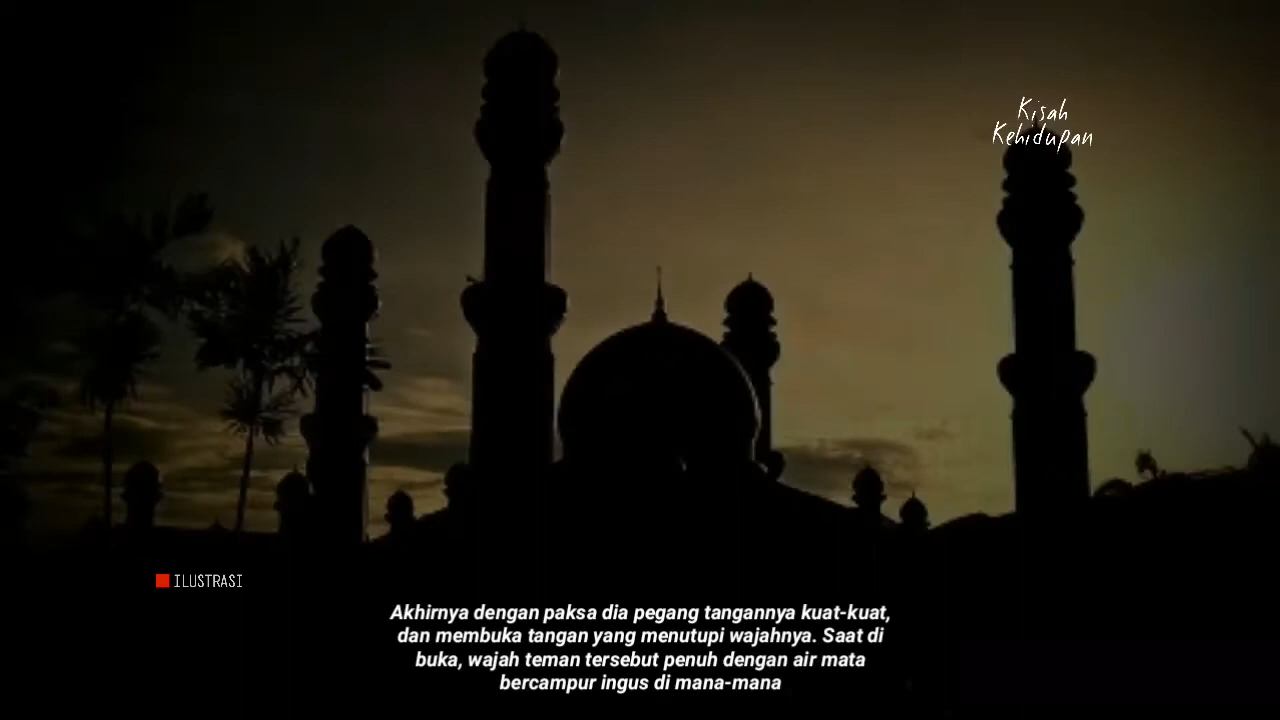 Kisah
Kehidupan
ILUSTRASI
Akhirnya dengan paksa dia pegang tangannya kuat-kuat,
dan membuka tangan yang menutupi wajahnya. Saat di
buka, wajah teman tersebut penuh dengan air mata
bercampur ingus di mana-mana